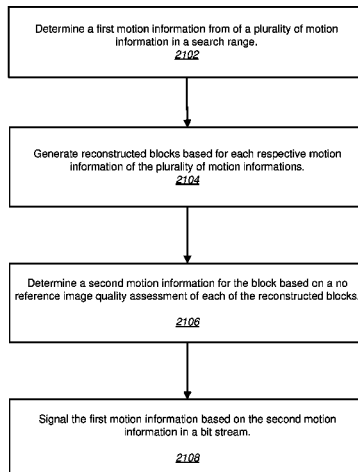 Determine a first motion information from of a plurality of motion
information in a search range.
2102
Generate reconstructed blocks based for each respective motion
information of the plurality of motion informations.
2104
Determine a second motion information for the block based on a no
reference image quality assessment of each of the reconstructed blocks.
2106
Signal the first motion information based on the second motion
information in a bit stream.
2108